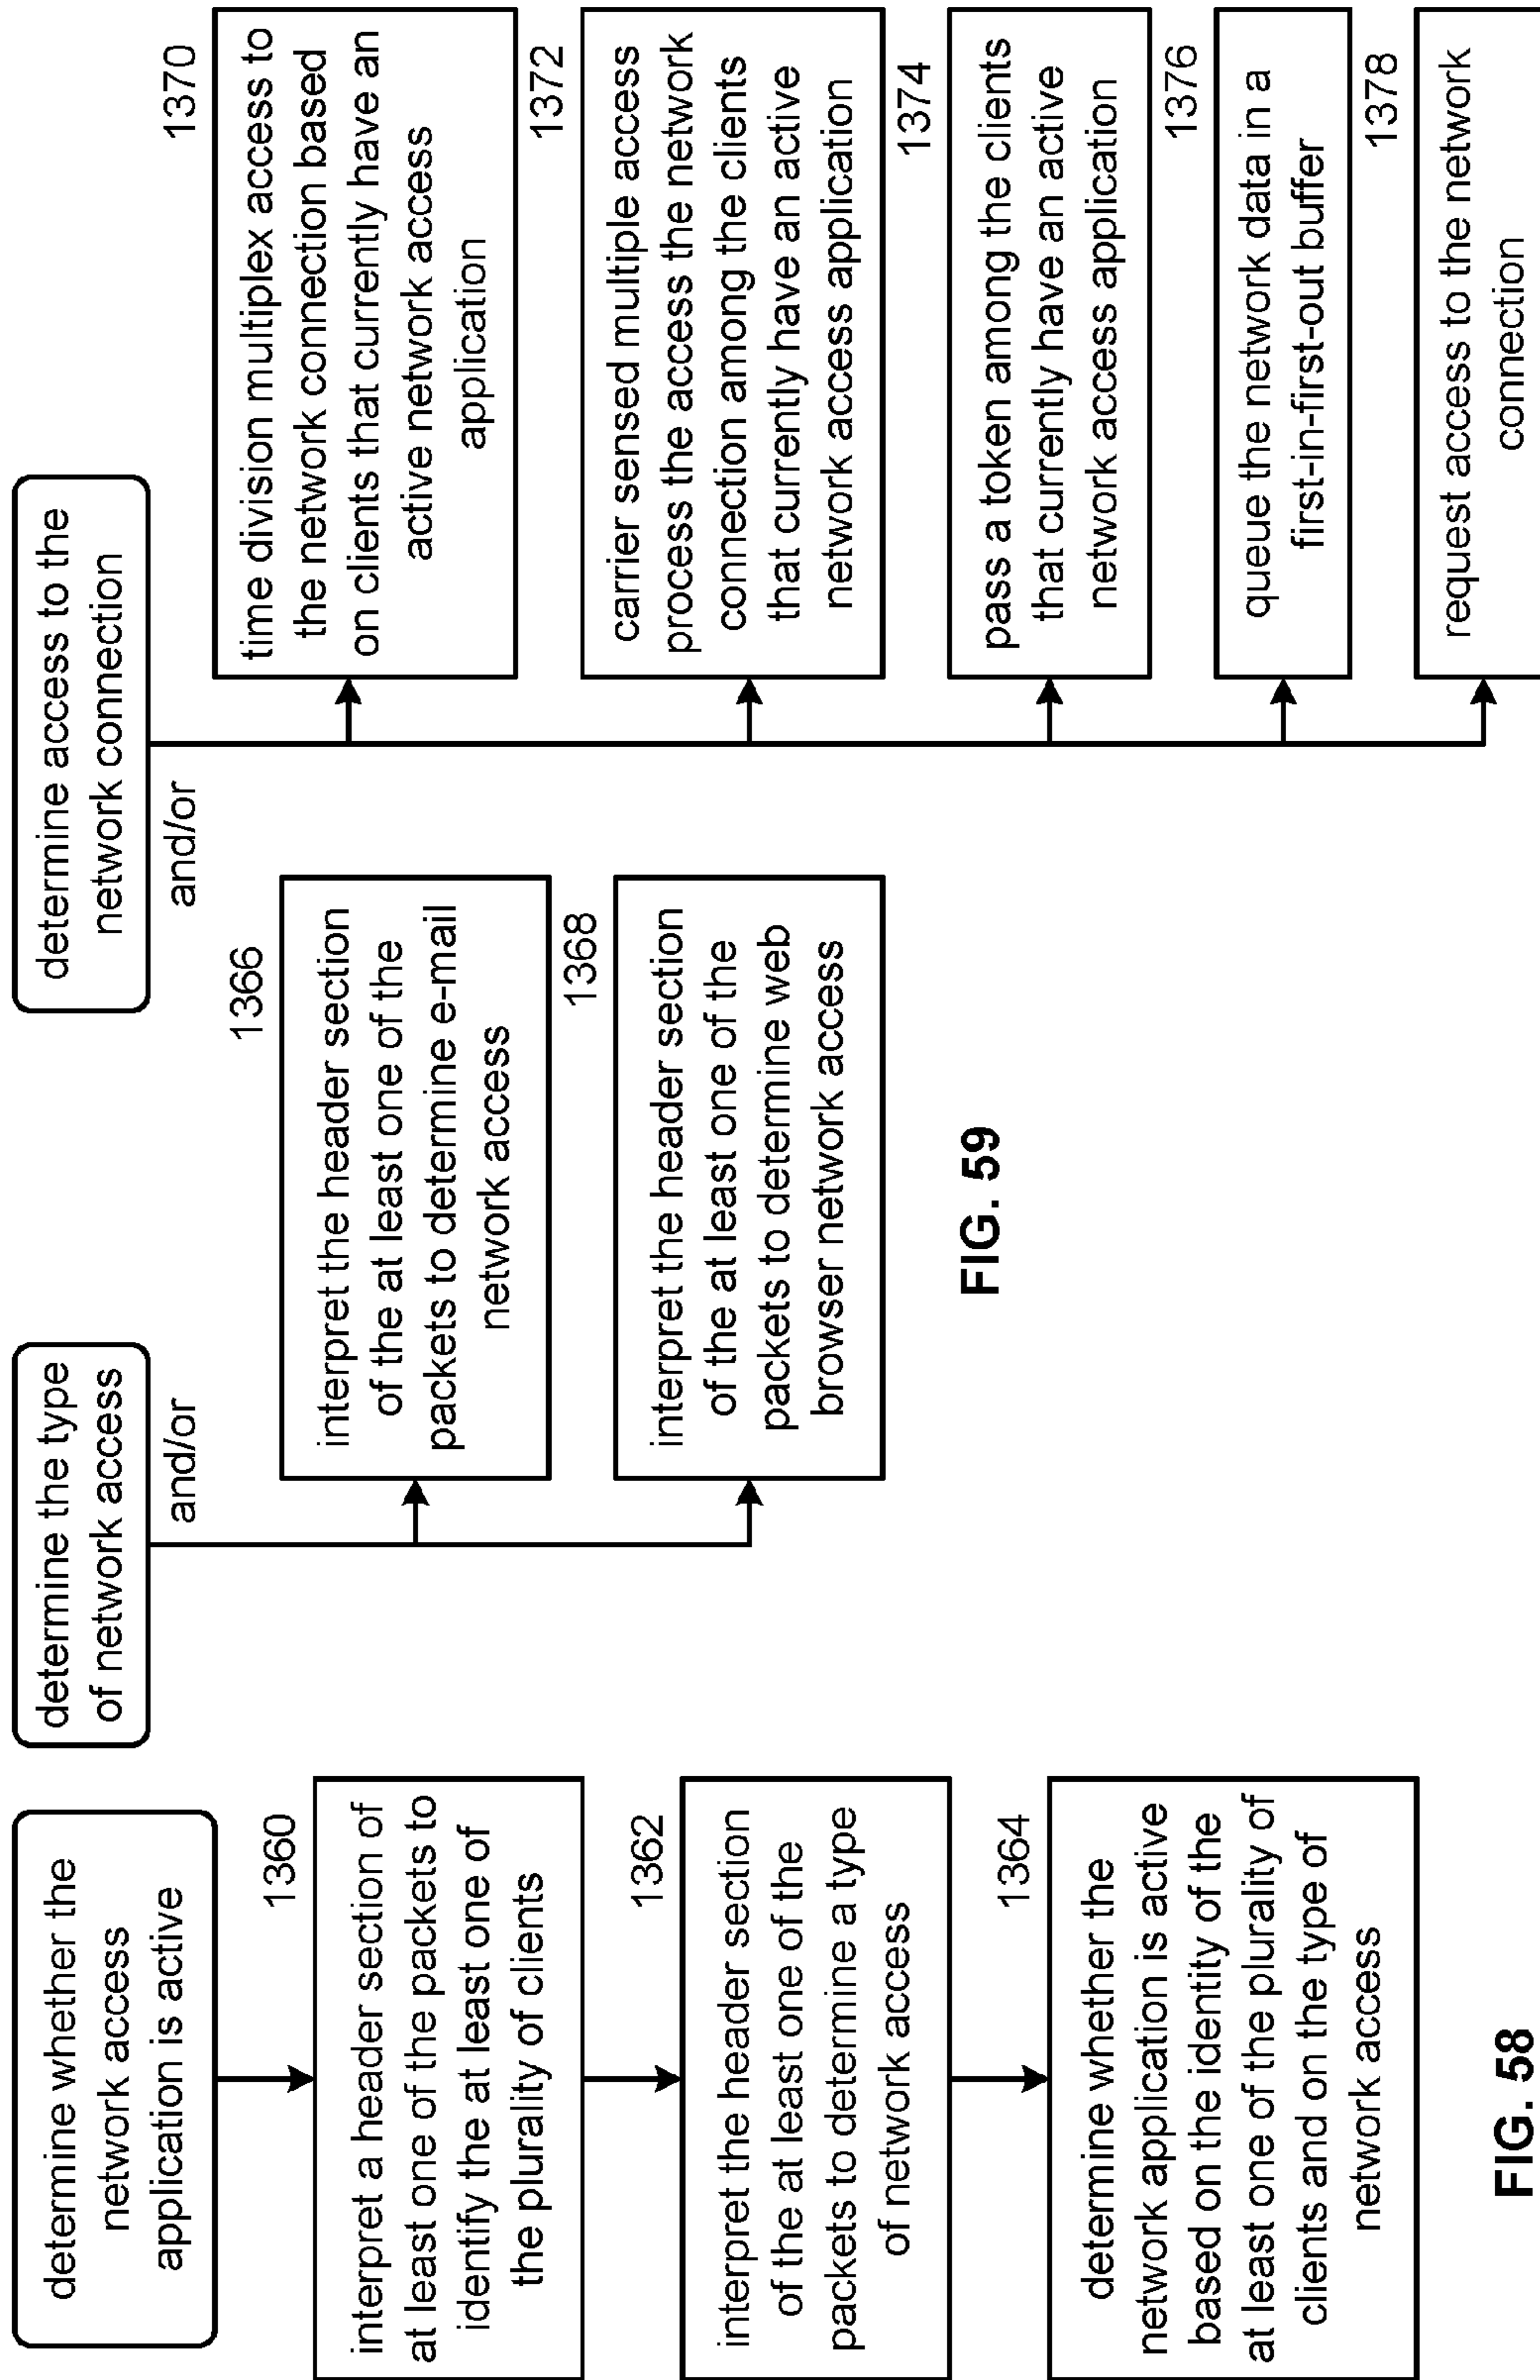 determine whether the
network access
application is active
1360
interpret a header section of
at least one of the packets to
identify the at least one of
the plurality of clients
1362
interpret the header section
of the at least one of the
packets to determine a type
of network access
1364
determine whether the
network application is active
based on the identity of the
at least one of the plurality of
clients and on the type of
network access
FIG. 58
determine the type
of network access
and/or
1366
interpret the header section
of the at least one of the
packets to determine e-mail
network access
1368
interpret the header section
of the at least one of the
packets to determine web
browser network access
FIG. 59
determine access to the
network connection
and/or
1370
time division multiplex access to
the network connection based
on clients that currently have an
active network access
application
1372
carrier sensed multiple access
process the access the network
connection among the clients
that currently have an active
network access application
1374
pass a token among the clients
that currently have an active
network access application
1376
queue the network data in a
first-in-first-out buffer
1378
request access to the network
connection